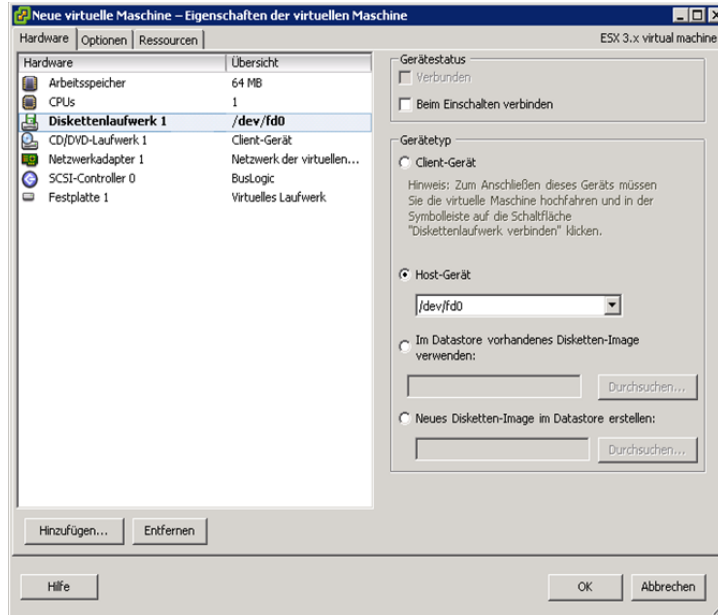 Neue virtuelle Maschine – Eigenschaften der virtuellen Maschine
Hardware Optionen Ressourcen
ESX 3.x virtual machine
Hardware Übersicht
Arbeitsspeicher 64 MB
CPUs 1
Diskettenlaufwerk 1 /dev/fd0
CD/DVD-Laufwerk 1 Client-Gerät
Netzwerkadapter 1 Netzwerk der virtuellen...
SCSI-Controller 0 BusLogic
Festplatte 1 Virtuelles Laufwerk
Hinzufügen... Entfernen
Gerätestatus
Verbunden
Beim Einschalten verbinden
Gerätetyp
Client-Gerät
Hinweis: Zum Anschließen dieses Geräts müssen
Sie die virtuelle Maschine hochfahren und in der
Symbolleiste auf die Schaltfläche
"Diskettenlaufwerk verbinden" klicken.
Host-Gerät
/dev/fd0
Im Datastore vorhandenes Disketten-Image
verwenden:
Durchsuchen...
Neues Disketten-Image im Datastore erstellen:
Durchsuchen...
Hilfe OK Abbrechen